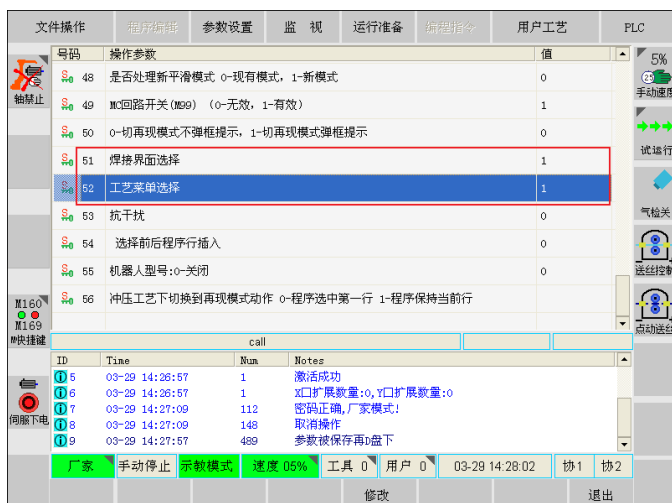 文件操作 程序编辑 参数设置 监 视 运行准备 编程指令 用户工艺 PLC
号码 操作参数 值
48 是否处理新平滑模式 0-现有模式，1-新模式 0
49 MC回路开关(M99) （0-无效，1-有效） 1
50 0-切再现模式不弹框提示，1-切再现模式弹框提示 0
51 焊接界面选择 1
52 工艺菜单选择 1
53 抗干扰 0
54 选择前后程序行插入 0
55 机器人型号:0-关闭 0
56 冲压工艺下切换到再现模式动作 0-程序选中第一行 1-程序保持当前行
轴禁止
M160
M169
M快捷键
伺服下电
5%
手动速度
试运行
气检关
送丝控制
点动送丝
call
ID Time Num Notes
5 03-29 14:26:57 1 激活成功
6 03-29 14:26:57 1 X口扩展数量:0,Y口扩展数量:0
7 03-29 14:27:09 112 密码正确,厂家模式!
8 03-29 14:27:09 148 取消操作
9 03-29 14:27:57 489 参数被保存再D盘下
厂家 手动停止 示教模式 速度 05% 工具 0 用户 0 03-29 14:28:02 协1 协2
修改 退出